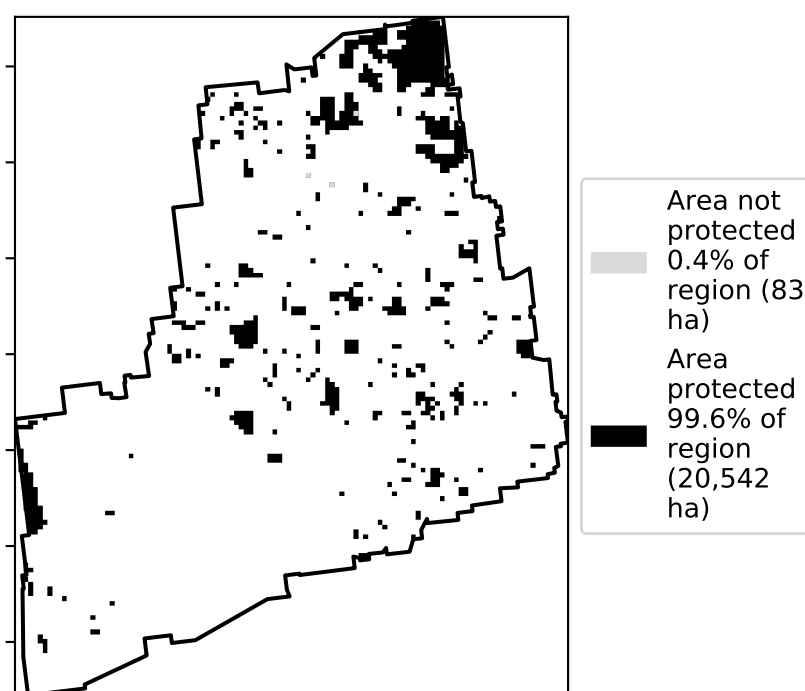 Area not
protected
0.4% of
region (83
ha)
Area
protected
99.6% of
region
(20,542
ha)